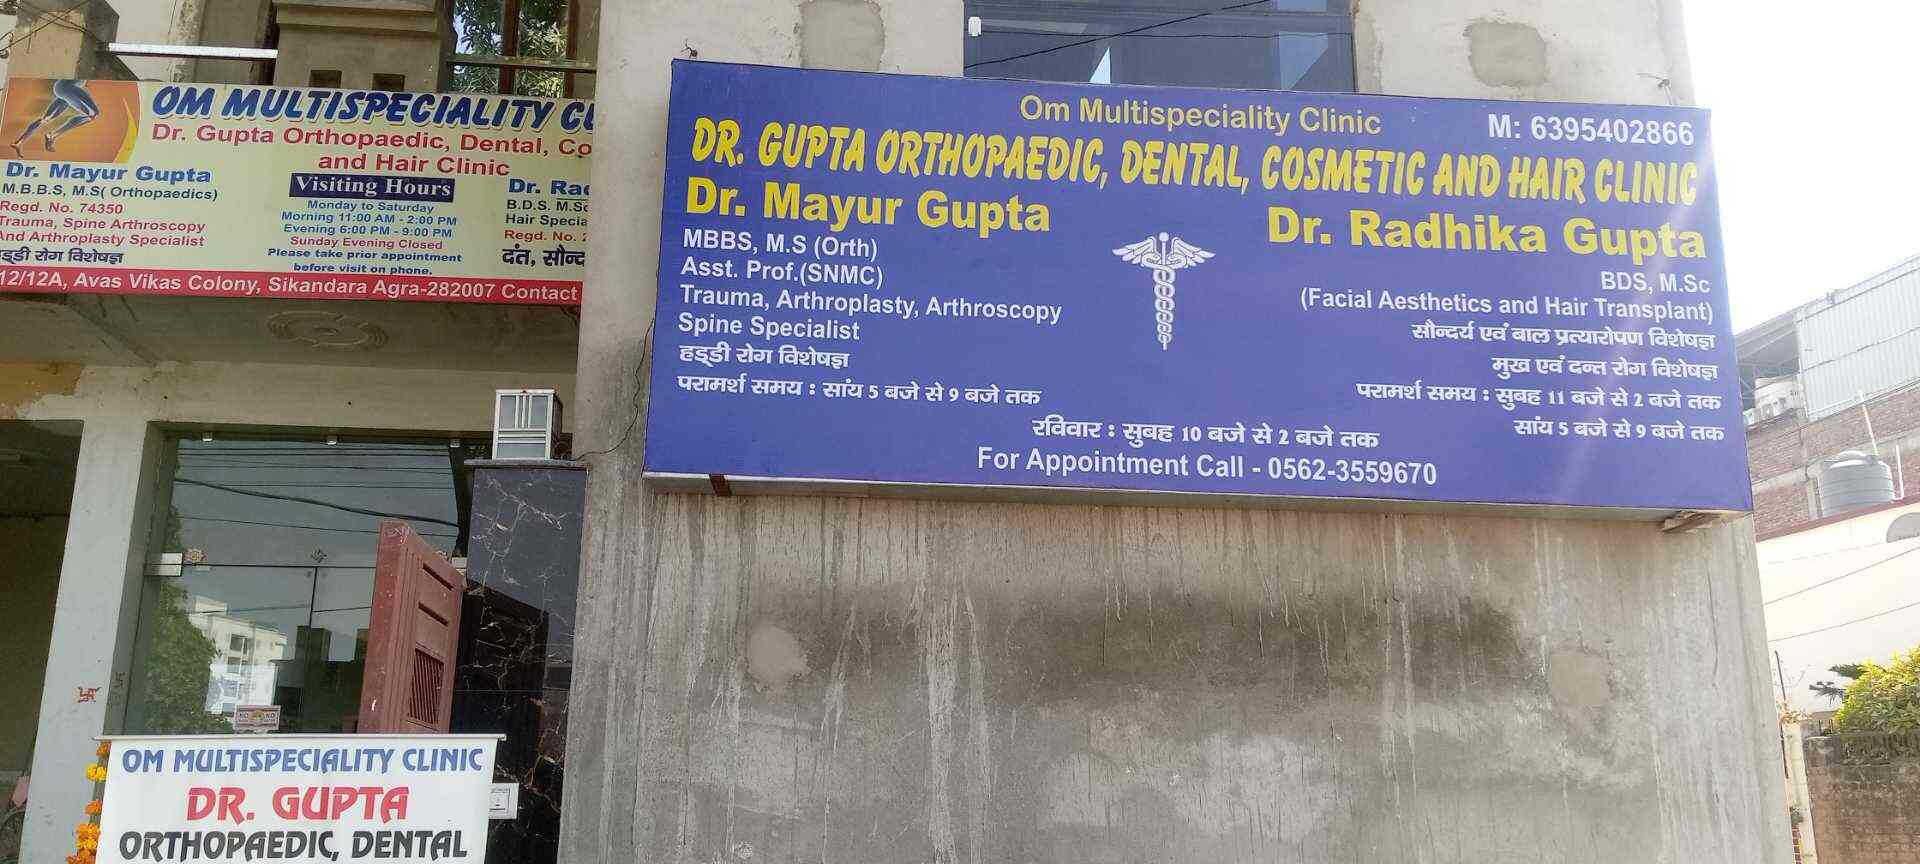 OM MULTISPECIALITY
Dr. Gupta Orthopaedic, Dental,
and Hair Clinic
Dr. Mayur Gupta
M.B.B.S, M.S( Orthopaedics)
Regd. No. 74350
Trauma, Spine Arthroscopy
And Arthroplasty Specialist
रोग विशेषज्ञ
Visiting Hours
Monday to Saturday
Morning 11:00 AM - 2:00 PM
Evening 6:00 PM - 9:00 PM
Sunday Evening Closed
Please take prior appointment
before visit on phone.
Dr.
B.D.S. M.Sc
Hair
Regd. No.
दंत,
12/12A, Avas Vikas Colony, Sikandara Agra-282007 Contact
Om Multispeciality Clinic
M: 6395402866
DR. GUPTA ORTHOPAEDIC, DENTAL, COSMETIC AND HAIR CLINIC
Dr. Mayur Gupta
MBBS, M.S (Orth)
Asst. Prof.(SNMC)
Trauma, Arthroplasty, Arthroscopy
Spine Specialist
हड्डी रोग विशेषज्ञ
परामर्श समय : सांय 5 बजे से 9 बजे तक
Dr. Radhika Gupta
BDS, M.Sc
(Facial Aesthetics and Hair Transplant)
सौन्दर्य एवं बाल प्रत्यारोपण विशेषज्ञ
मुख एवं दन्त रोग विशेषज्ञ
परामर्श समय : सुबह 11 बजे से 2 बजे तक
सांय 5 बजे से 9 बजे तक
रविवार : सुबह 10 बजे से 2 बजे तक
For Appointment Call - 0562-3559670
OM MULTISPECIALITY CLINIC
DR. GUPTA
ORTHOPAEDIC, DENTAL